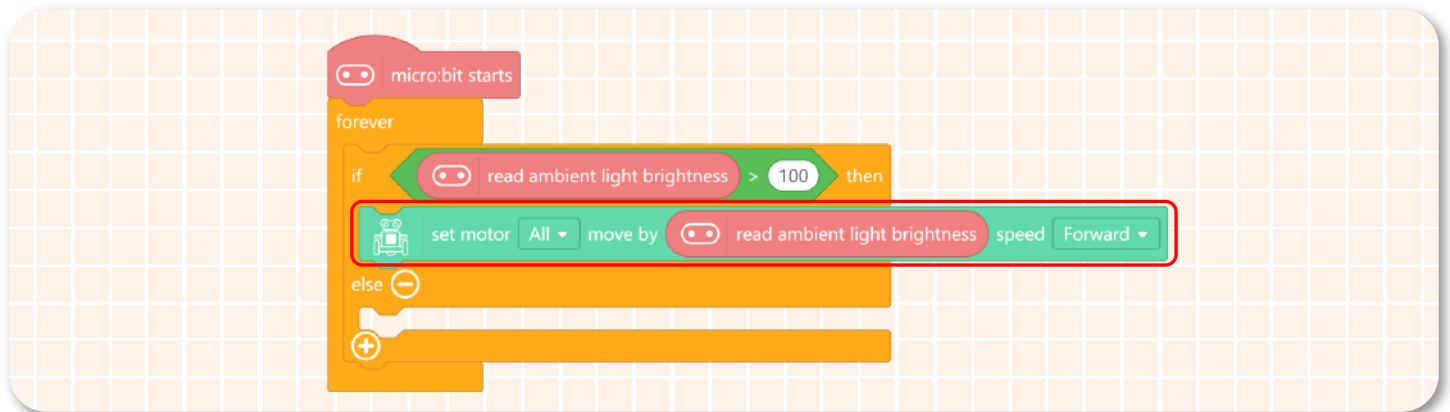 micro:bit starts
forever
if read ambient light brightness > 100 then
set motor All move by read ambient light brightness speed Forward
else